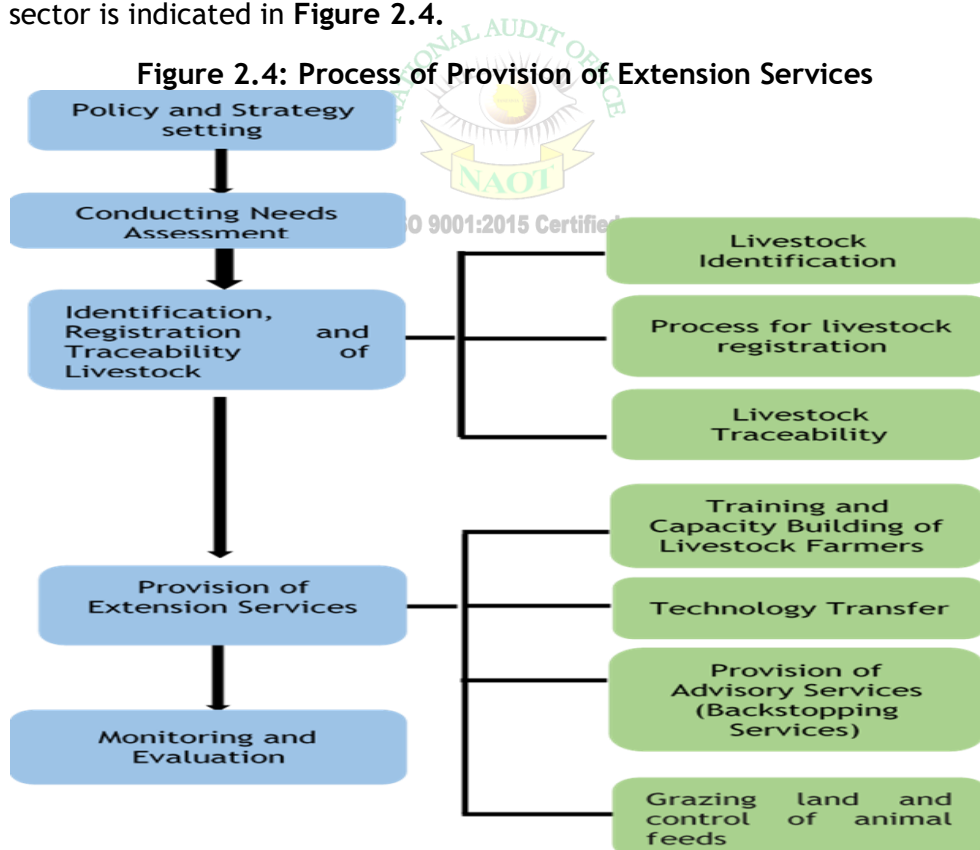 sector is indicated in Figure 2.4.
Figure 2.4: Process of Provision of Extension Services
NATIONAL AUDIT OFFICE
NAOT
ISO 9001:2015 Certified
Policy and Strategy
setting
Conducting Needs
Assessment
Identification,
Registration and
Traceability of
Livestock
Livestock
Identification
Process for livestock
registration
Livestock
Traceability
Provision of
Extension Services
Training and
Capacity Building of
Livestock Farmers
Technology Transfer
Provision of
Advisory Services
(Backstopping
Services)
Grazing land and
control of animal
feeds
Monitoring and
Evaluation